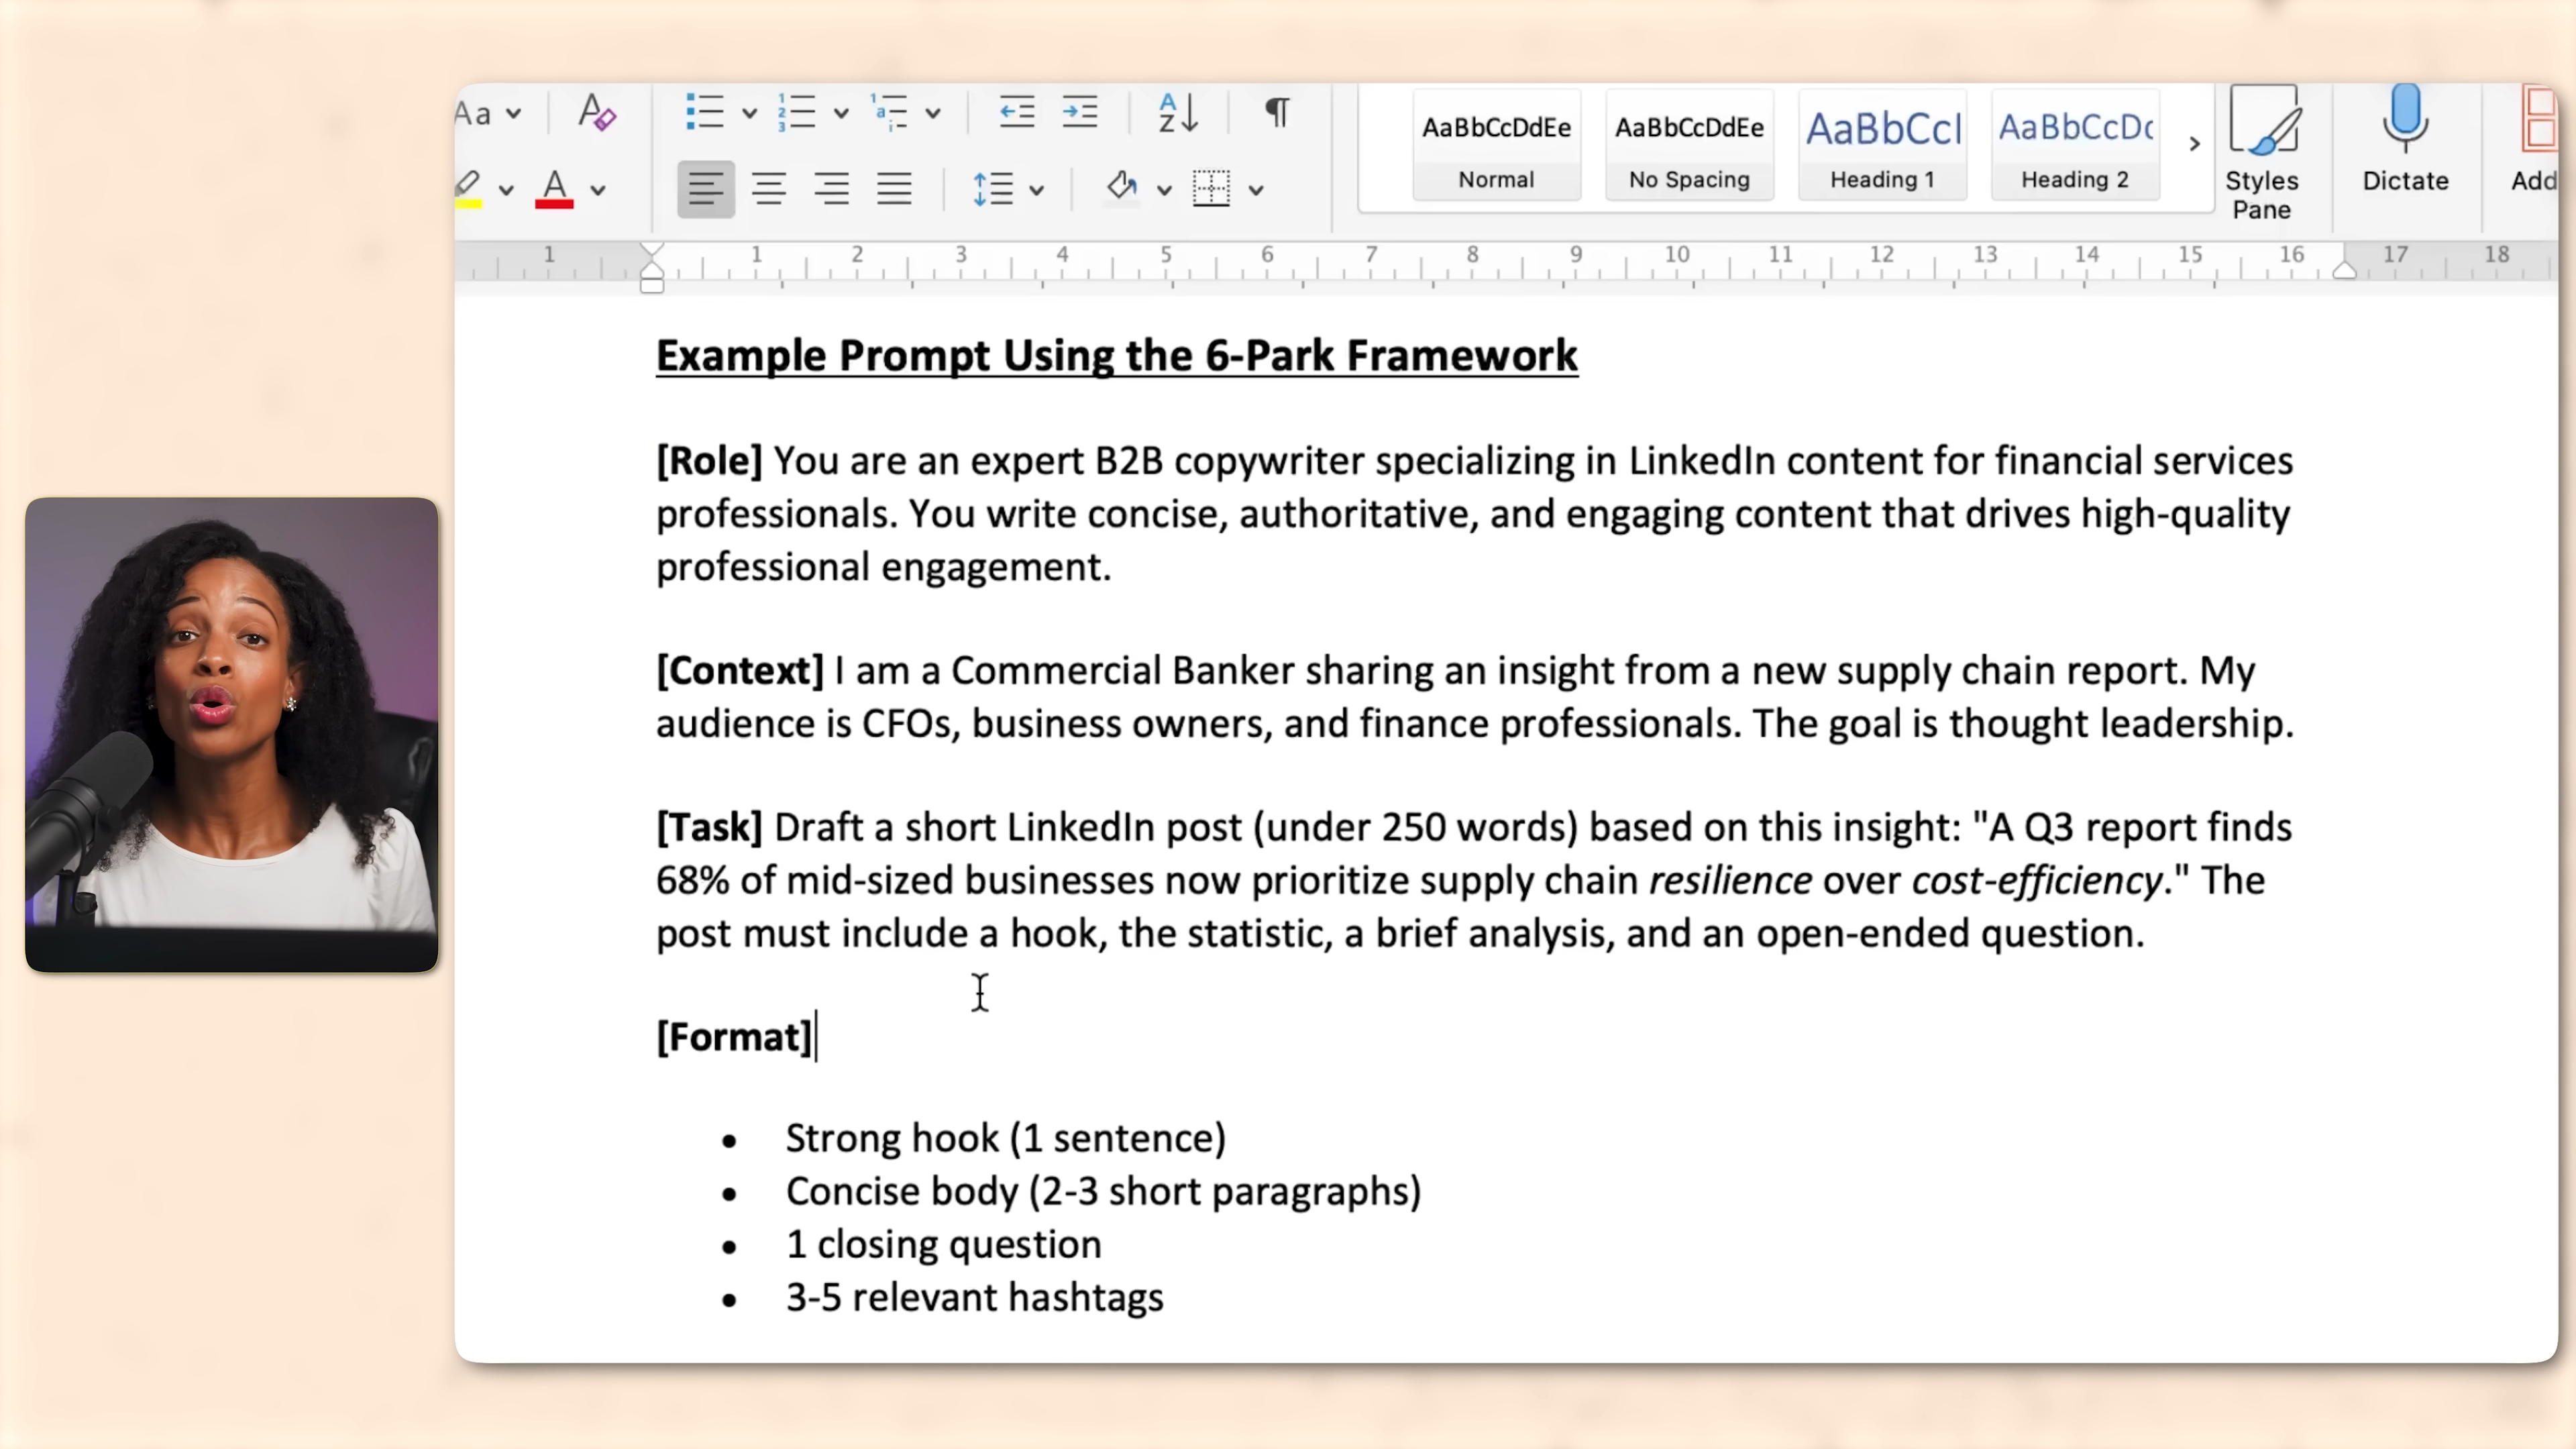 Aa
AaBbCcDdEe AaBbCcDdEe AaBbCcI AaBbCcDc
Normal No Spacing Heading 1 Heading 2
Styles Pane
Dictate
Add
1 1 2 3 4 5 6 7 8 9 10 11 12 13 14 15 16 17 18
Example Prompt Using the 6-Park Framework
[Role] You are an expert B2B copywriter specializing in LinkedIn content for financial services
professionals. You write concise, authoritative, and engaging content that drives high-quality
professional engagement.
[Context] I am a Commercial Banker sharing an insight from a new supply chain report. My
audience is CFOs, business owners, and finance professionals. The goal is thought leadership.
[Task] Draft a short LinkedIn post (under 250 words) based on this insight: "A Q3 report finds
68% of mid-sized businesses now prioritize supply chain resilience over cost-efficiency." The
post must include a hook, the statistic, a brief analysis, and an open-ended question.
[Format]
• Strong hook (1 sentence)
• Concise body (2-3 short paragraphs)
• 1 closing question
• 3-5 relevant hashtags